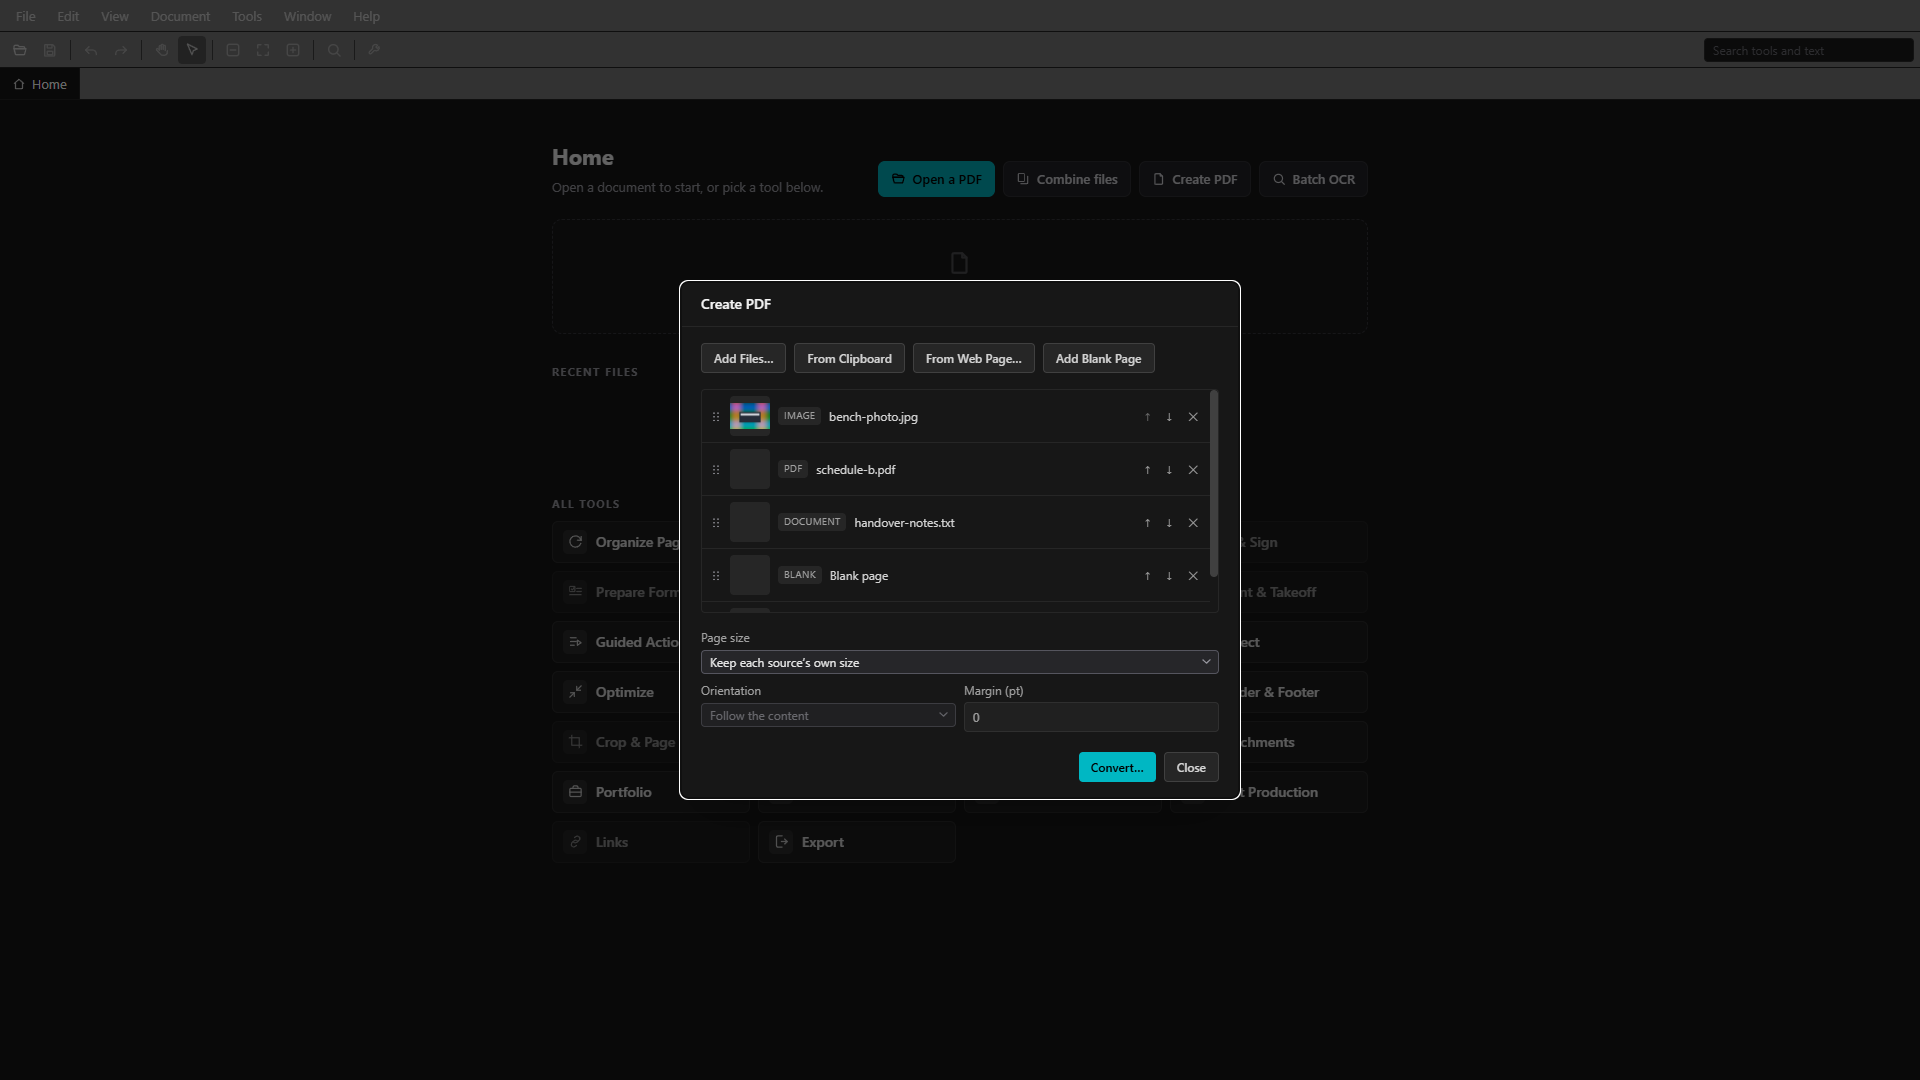 File Edit View Document Tools Window Help
Search tools and text
Home
Home
Open a document to start, or pick a tool below.
Open a PDF Combine files Create PDF Batch OCR
Create PDF
Add Files... From Clipboard From Web Page... Add Blank Page
RECENT FILES
IMAGE bench-photo.jpg
PDF schedule-b.pdf
ALL TOOLS
DOCUMENT handover-notes.txt
Organize Pag & Sign
BLANK Blank page
Prepare Form t & Takeoff
Page size
Guided Actio ect
Keep each source's own size
Orientation Margin (pt)
Optimize der & Footer
Follow the content 0
Crop & Page chments
Convert... Close
Portfolio t Production
Links Export